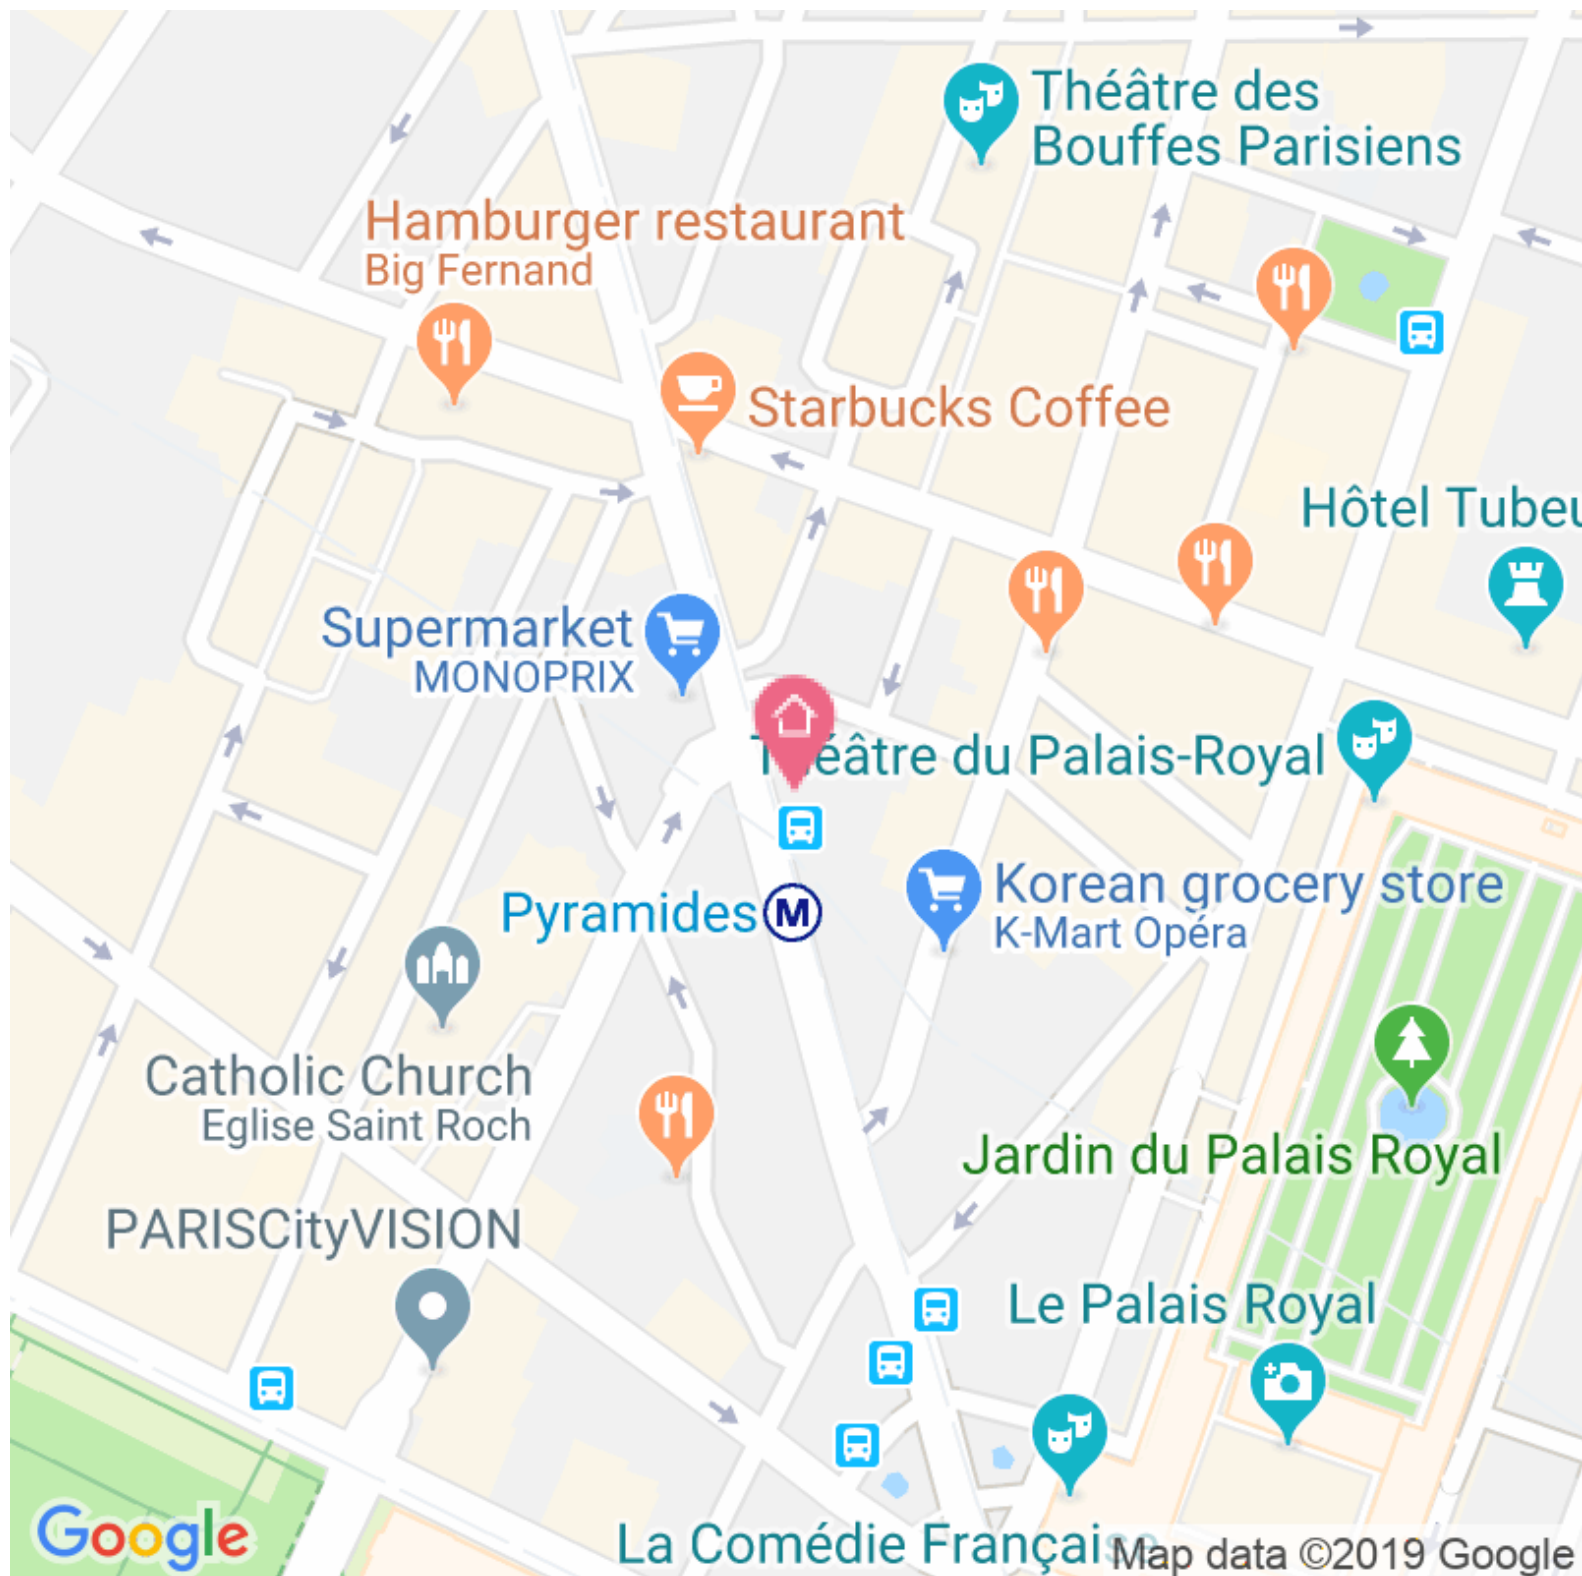 Théâtre des
Bouffes Parisiens
Hamburger restaurant
Big Fernand
Starbucks Coffee
Hôtel Tubeu
Supermarket
MONOPRIX
Théâtre du Palais-Royal
Korean grocery store
K-Mart Opéra
Pyramides M
Catholic Church
Eglise Saint Roch
Jardin du Palais Royal
PARISCityVISION
Le Palais Royal
Google
La Comédie Française
Map data ©2019 Google